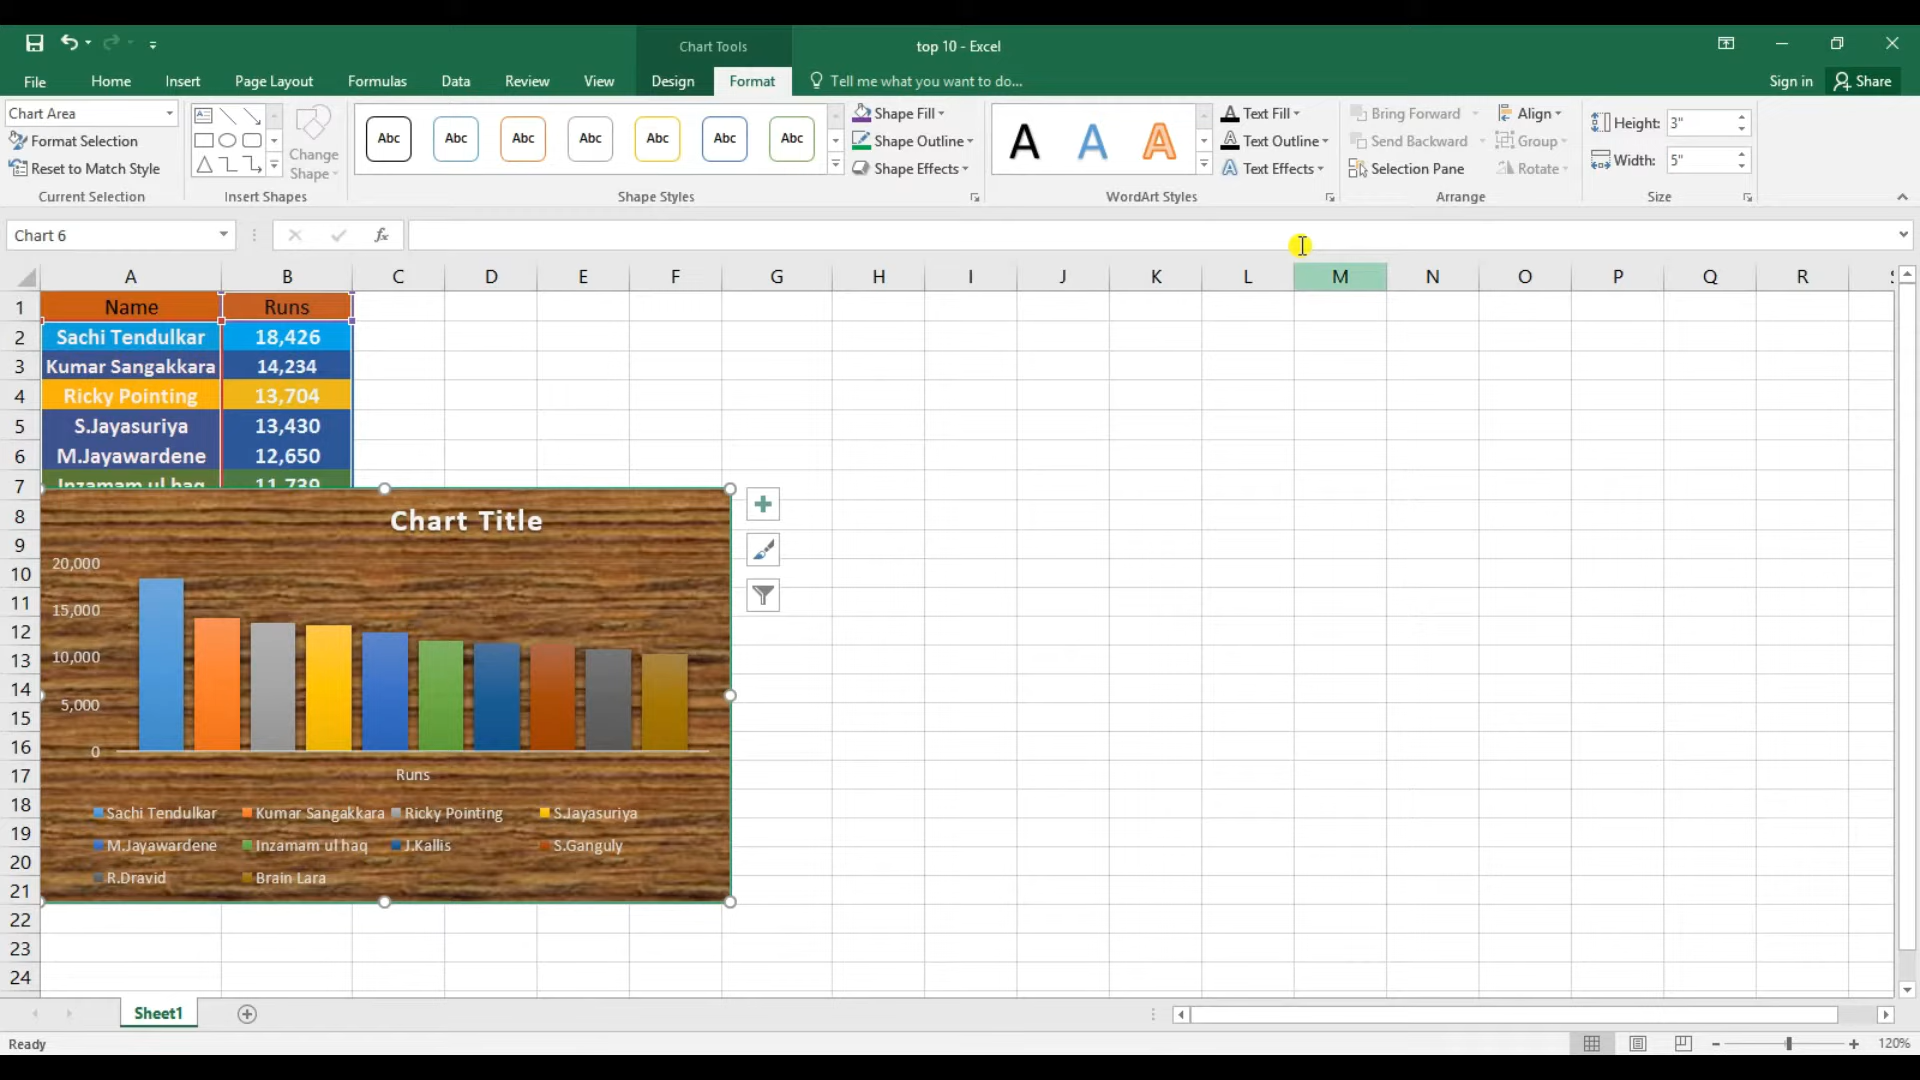 Chart Tools
top 10 - Excel
File Home Insert Page Layout Formulas Data Review View Design Format Tell me what you want to do... Sign in Share
Chart Area
Format Selection
Reset to Match Style
Current Selection
Change Shape
Insert Shapes
Abc Abc Abc Abc Abc Abc Abc
Shape Fill
Shape Outline
Shape Effects
Shape Styles
A A A
Text Fill
Text Outline
Text Effects
WordArt Styles
Bring Forward
Send Backward
Selection Pane
Align
Group
Rotate
Arrange
Height: 3"
Width: 5"
Size
Chart 6
fx
A B C D E F G H I J K L M N O P Q R
1 Name Runs
2 Sachi Tendulkar 18,426
3 Kumar Sangakkara 14,234
4 Ricky Pointing 13,704
5 S.Jayasuriya 13,430
6 M.Jayawardene 12,650
7 Inzamam ul haq 11,739
8
9
10
11
12
13
14
15
16
17
18
19
20
21
22
23
24
Chart Title
20,000
15,000
10,000
5,000
0
Runs
Sachi Tendulkar Kumar Sangakkara Ricky Pointing S.Jayasuriya
M.Jayawardene Inzamam ul haq J.Kallis S.Ganguly
R.Dravid Brain Lara
Sheet1
Ready
120%